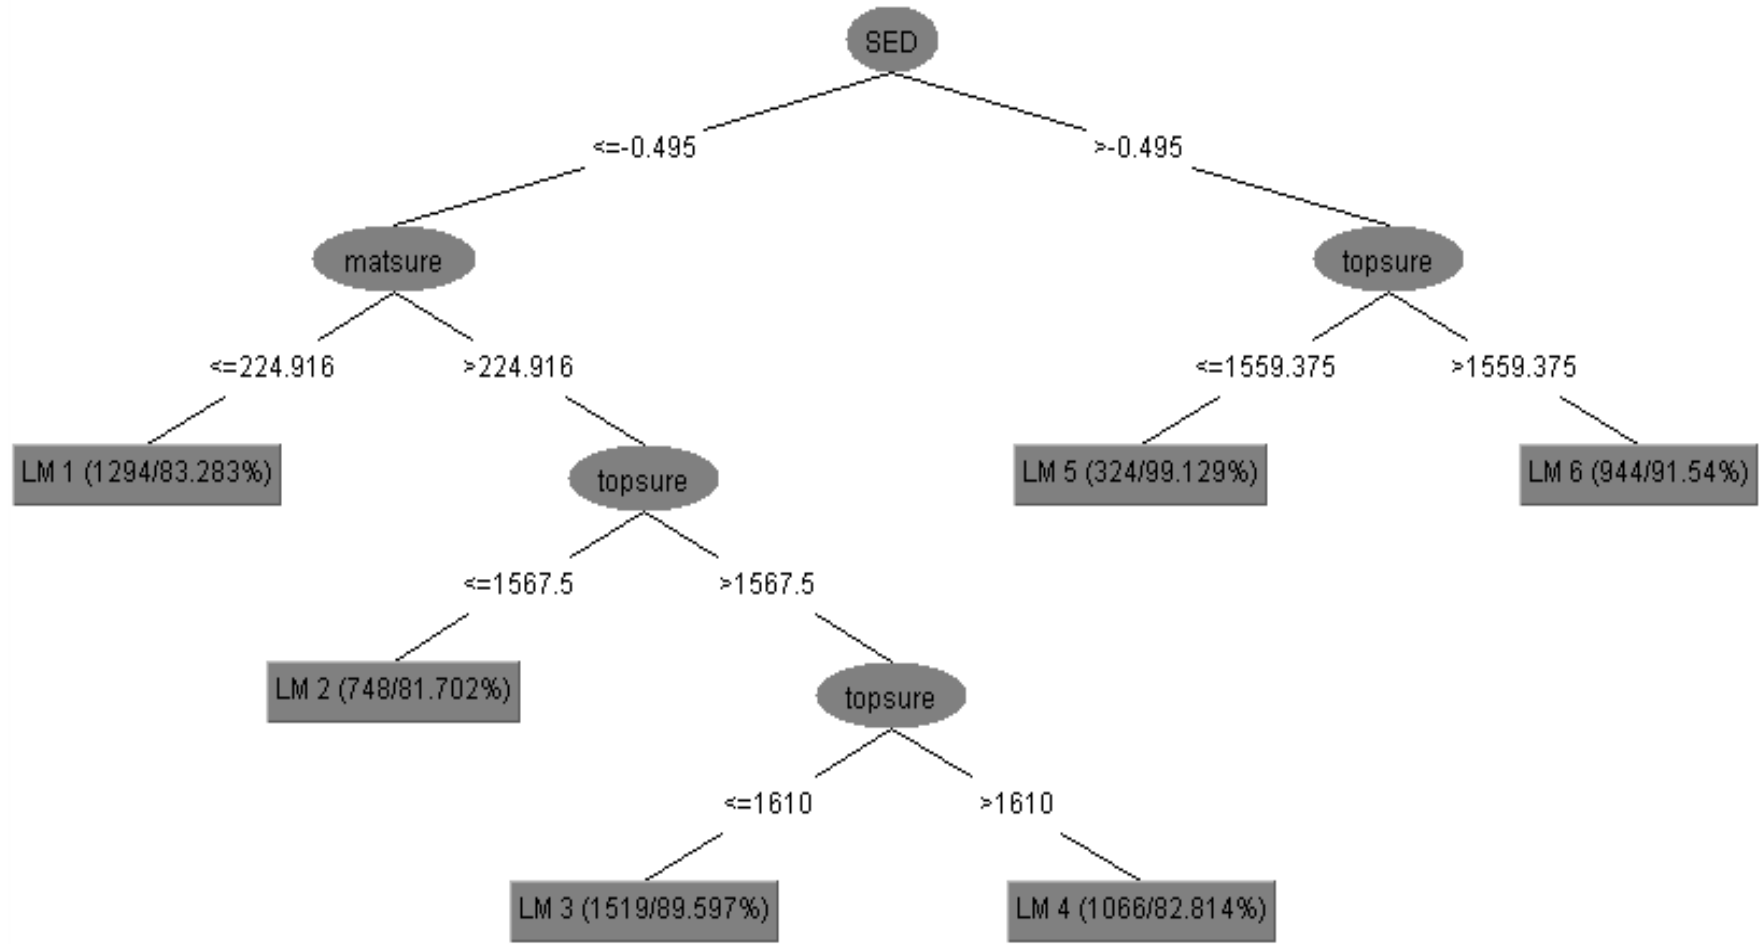 SED
<=-0.495
>-0.495
matsure
topsure
<=224.916
>224.916
<=1559.375
>1559.375
LM 1 (1294/83.283%)
topsure
LM 5 (324/99.129%)
LM 6 (944/91.54%)
<=1567.5
>1567.5
LM 2 (748/81.702%)
topsure
<=1610
>1610
LM 3 (1519/89.597%)
LM 4 (1066/82.814%)